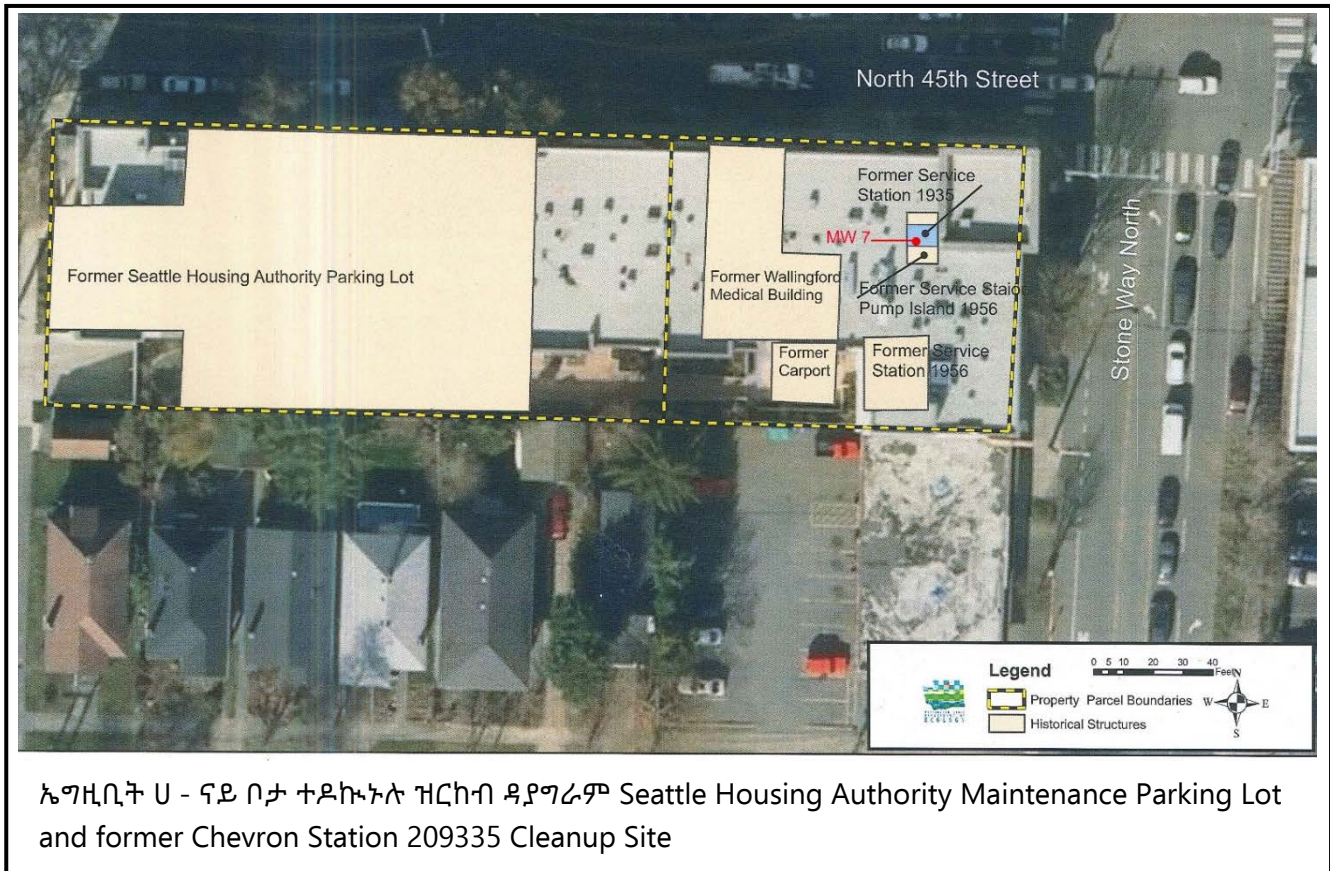 North 45th Street
Former Service
Station 1935
MW 7
Stone Way North
Former Seattle Housing Authority Parking Lot
Former Wallingford
Medical Building
Former Service Staion
Pump Island 1956
Former
Carport
Former Service
Station 1956
Legend
0 5 10 20 30 40
Feet
Property Parcel Boundaries
Historical Structures
N
W
E
S
ECOLOGY
ኤግዚቢት ሀ - ናይ ቦታ ተዶኩኑሉ ዝርከብ ዳያግራም Seattle Housing Authority Maintenance Parking Lot
and former Chevron Station 209335 Cleanup Site